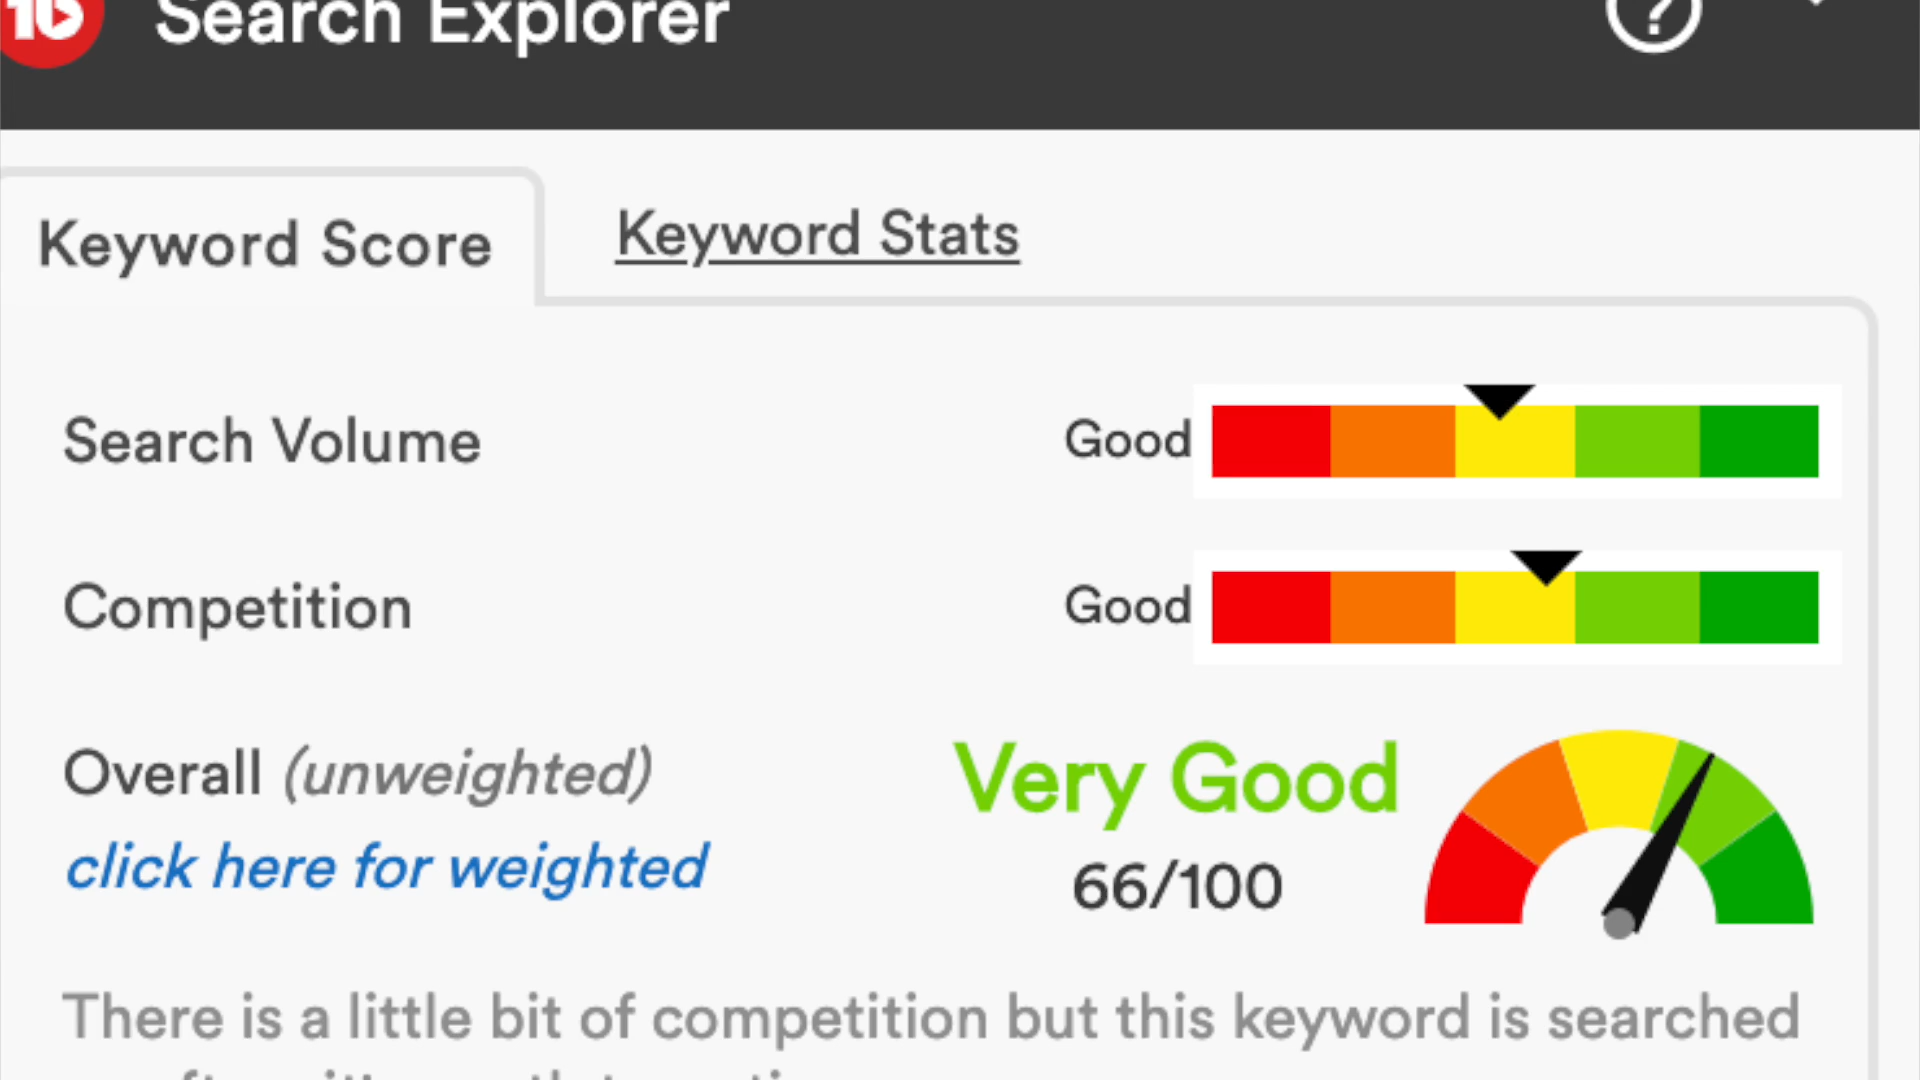 Search Explorer
?
Keyword Score
Keyword Stats
Search Volume
Good
Competition
Good
Overall (unweighted)
Very Good
click here for weighted
66/100
There is a little bit of competition but this keyword is searched